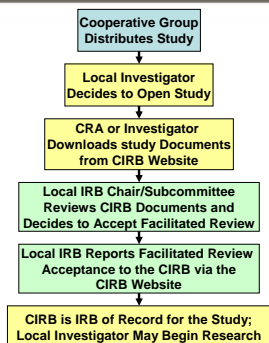 Cooperative Group
Distributes Study
Local Investigator
Decides to Open Study
CRA or Investigator
Downloads study Documents
from CIRB Website
Local IRB Chair/Subcommittee
Reviews CIRB Documents and
Decides to Accept Facilitated Review
Local IRB Reports Facilitated Review
Acceptance to the CIRB via the
CIRB Website
CIRB is IRB of Record for the Study;
Local Investigator May Begin Research